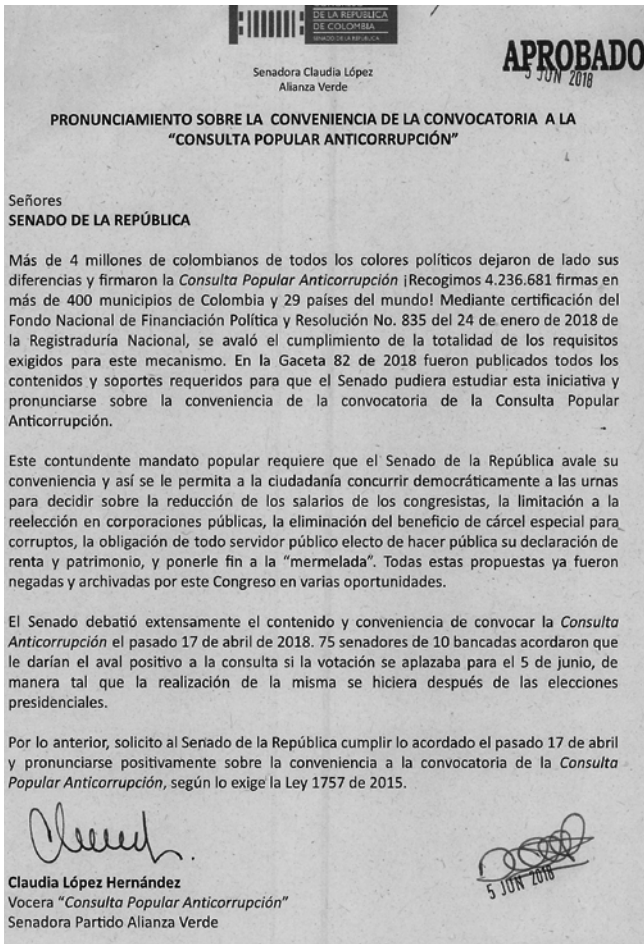 DE LA REPÚBLICA
DE COLOMBIA
SENADO DE LA REPÚBLICA
Senadora Claudia López
Alianza Verde
APROBADO
5 JUN 2018
PRONUNCIAMIENTO SOBRE LA CONVENIENCIA DE LA CONVOCATORIA A LA
“CONSULTA POPULAR ANTICORRUPCIÓN”
Señores
SENADO DE LA REPÚBLICA
Más de 4 millones de colombianos de todos los colores políticos dejaron de lado sus
diferencias y firmaron la Consulta Popular Anticorrupción ¡Recogimos 4.236.681 firmas en
más de 400 municipios de Colombia y 29 países del mundo! Mediante certificación del
Fondo Nacional de Financiación Política y Resolución No. 835 del 24 de enero de 2018 de
la Registraduría Nacional, se avaló el cumplimiento de la totalidad de los requisitos
exigidos para este mecanismo. En la Gaceta 82 de 2018 fueron publicados todos los
contenidos y soportes requeridos para que el Senado pudiera estudiar esta iniciativa y
pronunciarse sobre la conveniencia de la convocatoria de la Consulta Popular
Anticorrupción.
Este contundente mandato popular requiere que el Senado de la República avale su
conveniencia y así se le permita a la ciudadanía concurrir democráticamente a las urnas
para decidir sobre la reducción de los salarios de los congresistas, la limitación a la
reelección en corporaciones públicas, la eliminación del beneficio de cárcel especial para
corruptos, la obligación de todo servidor público electo de hacer pública su declaración de
renta y patrimonio, y ponerle fin a la “mermelada”. Todas estas propuestas ya fueron
negadas y archivadas por este Congreso en varias oportunidades.
El Senado debatió extensamente el contenido y conveniencia de convocar la Consulta
Anticorrupción el pasado 17 de abril de 2018. 75 senadores de 10 bancadas acordaron que
le darían el aval positivo a la consulta si la votación se aplazaba para el 5 de junio, de
manera tal que la realización de la misma se hiciera después de las elecciones
presidenciales.
Por lo anterior, solicito al Senado de la República cumplir lo acordado el pasado 17 de abril
y pronunciarse positivamente sobre la conveniencia a la convocatoria de la Consulta
Popular Anticorrupción, según lo exige la Ley 1757 de 2015.
5 JUN 2018
Claudia López Hernández
Vocera “Consulta Popular Anticorrupción”
Senadora Partido Alianza Verde